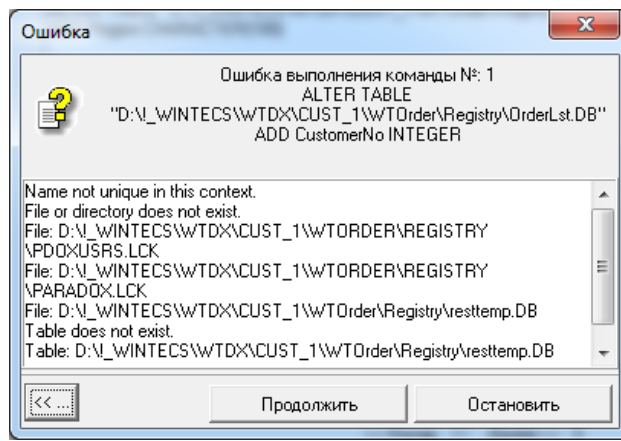 Ошибка
Ошибка выполнения команды №: 1
ALTER TABLE
"D:\!_WINTECS\WTDX\CUST_1\WTOrder\Registry\OrderLst.DB"
ADD CustomerNo INTEGER
Name not unique in this context.
File or directory does not exist.
File: D:\!_WINTECS\WTDX\CUST_1\WTORDER\REGISTRY
\PDOXUSRS.LCK
File: D:\!_WINTECS\WTDX\CUST_1\WTORDER\REGISTRY
\PARADOX.LCK
File: D:\!_WINTECS\WTDX\CUST_1\WTOrder\Registry\resttemp.DB
Table does not exist.
Table: D:\!_WINTECS\WTDX\CUST_1\WTOrder\Registry\resttemp.DB
<< ...
Продолжить
Остановить